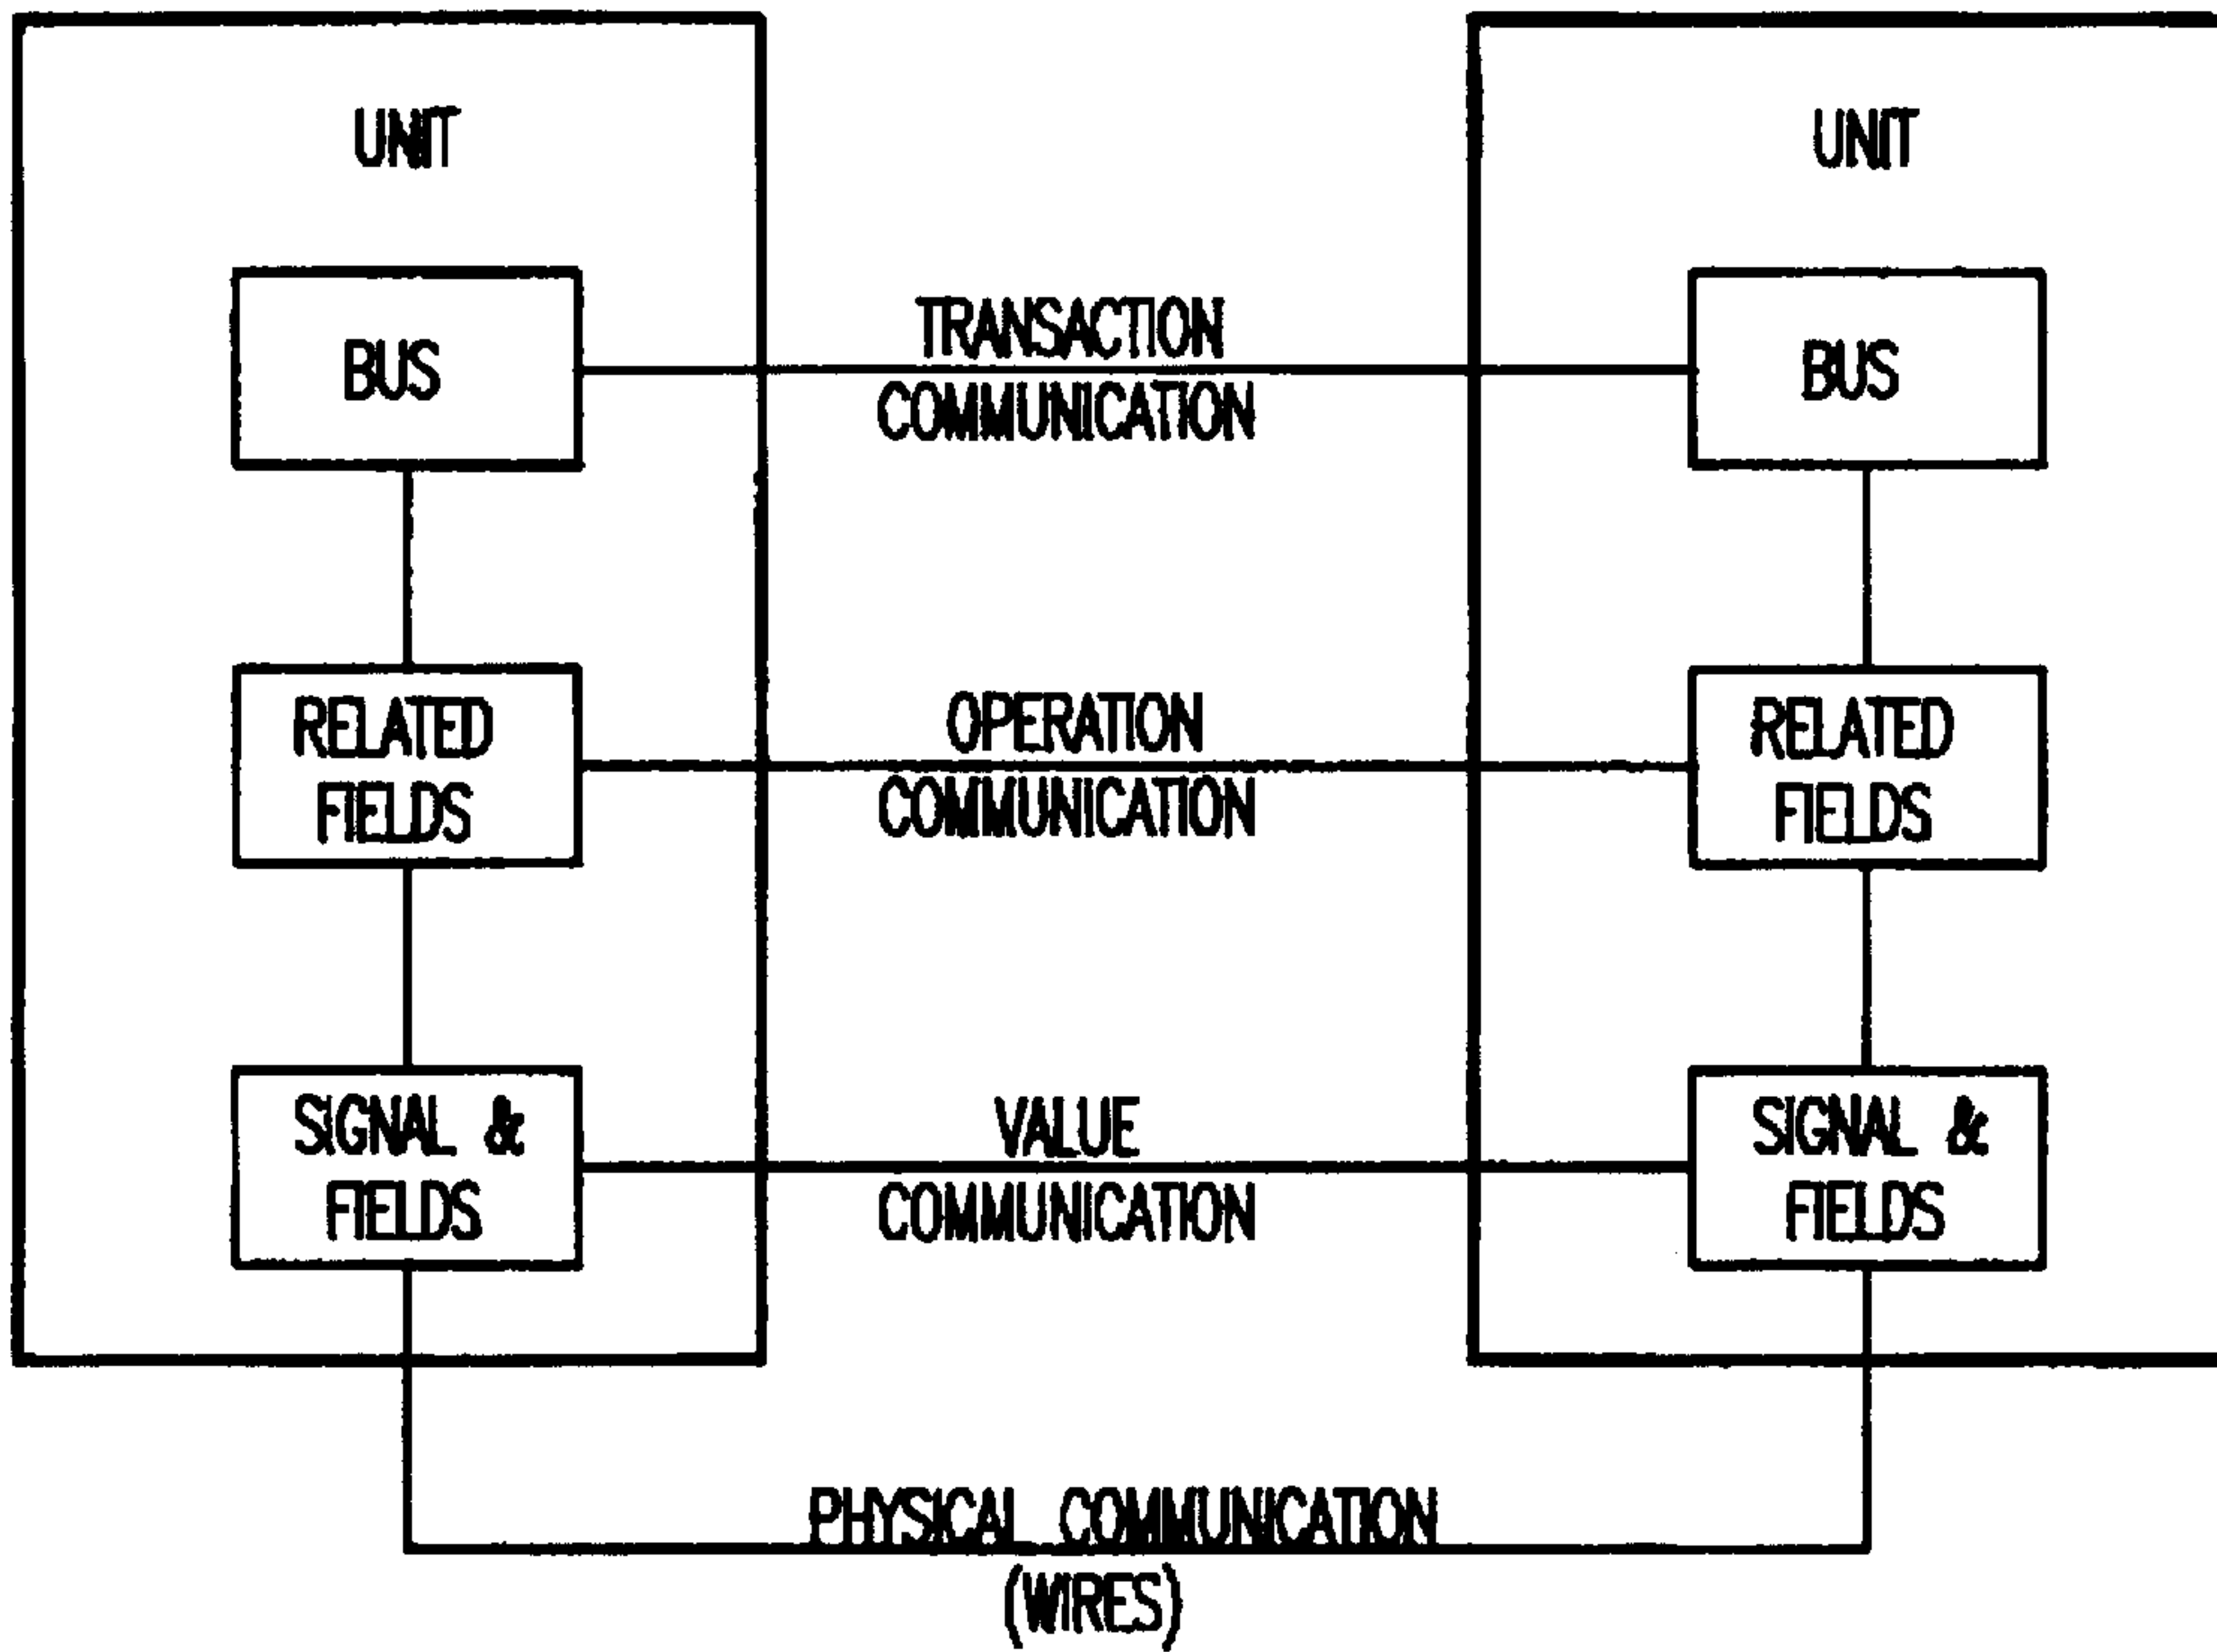 UNIT
UNIT
BUS
TRANSACTION
COMMUNICATION
BUS
RELATED
FIELDS
OPERATION
COMMUNICATION
RELATED
FIELDS
SIGNAL &
FIELDS
VALUE
COMMUNICATION
SIGNAL &
FIELDS
PHYSICAL COMMUNICATION
(WIRES)